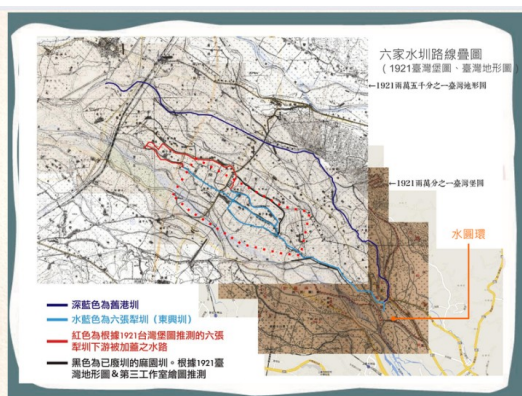 六家水圳路線疊圖
（1921臺灣堡圖、臺灣地形圖）
←1921兩萬五千分之一臺灣地形圖
←1921兩萬分之一臺灣堡圖
水圓環
深藍色為舊港圳
水藍色為六張犁圳（東興圳）
紅色為根據1921台灣堡圖推測的六張
犁圳下游被加蓋之水路
黑色為已廢圳的麻園圳。根據1921臺
灣地形圖&第三工作室繪圖推測